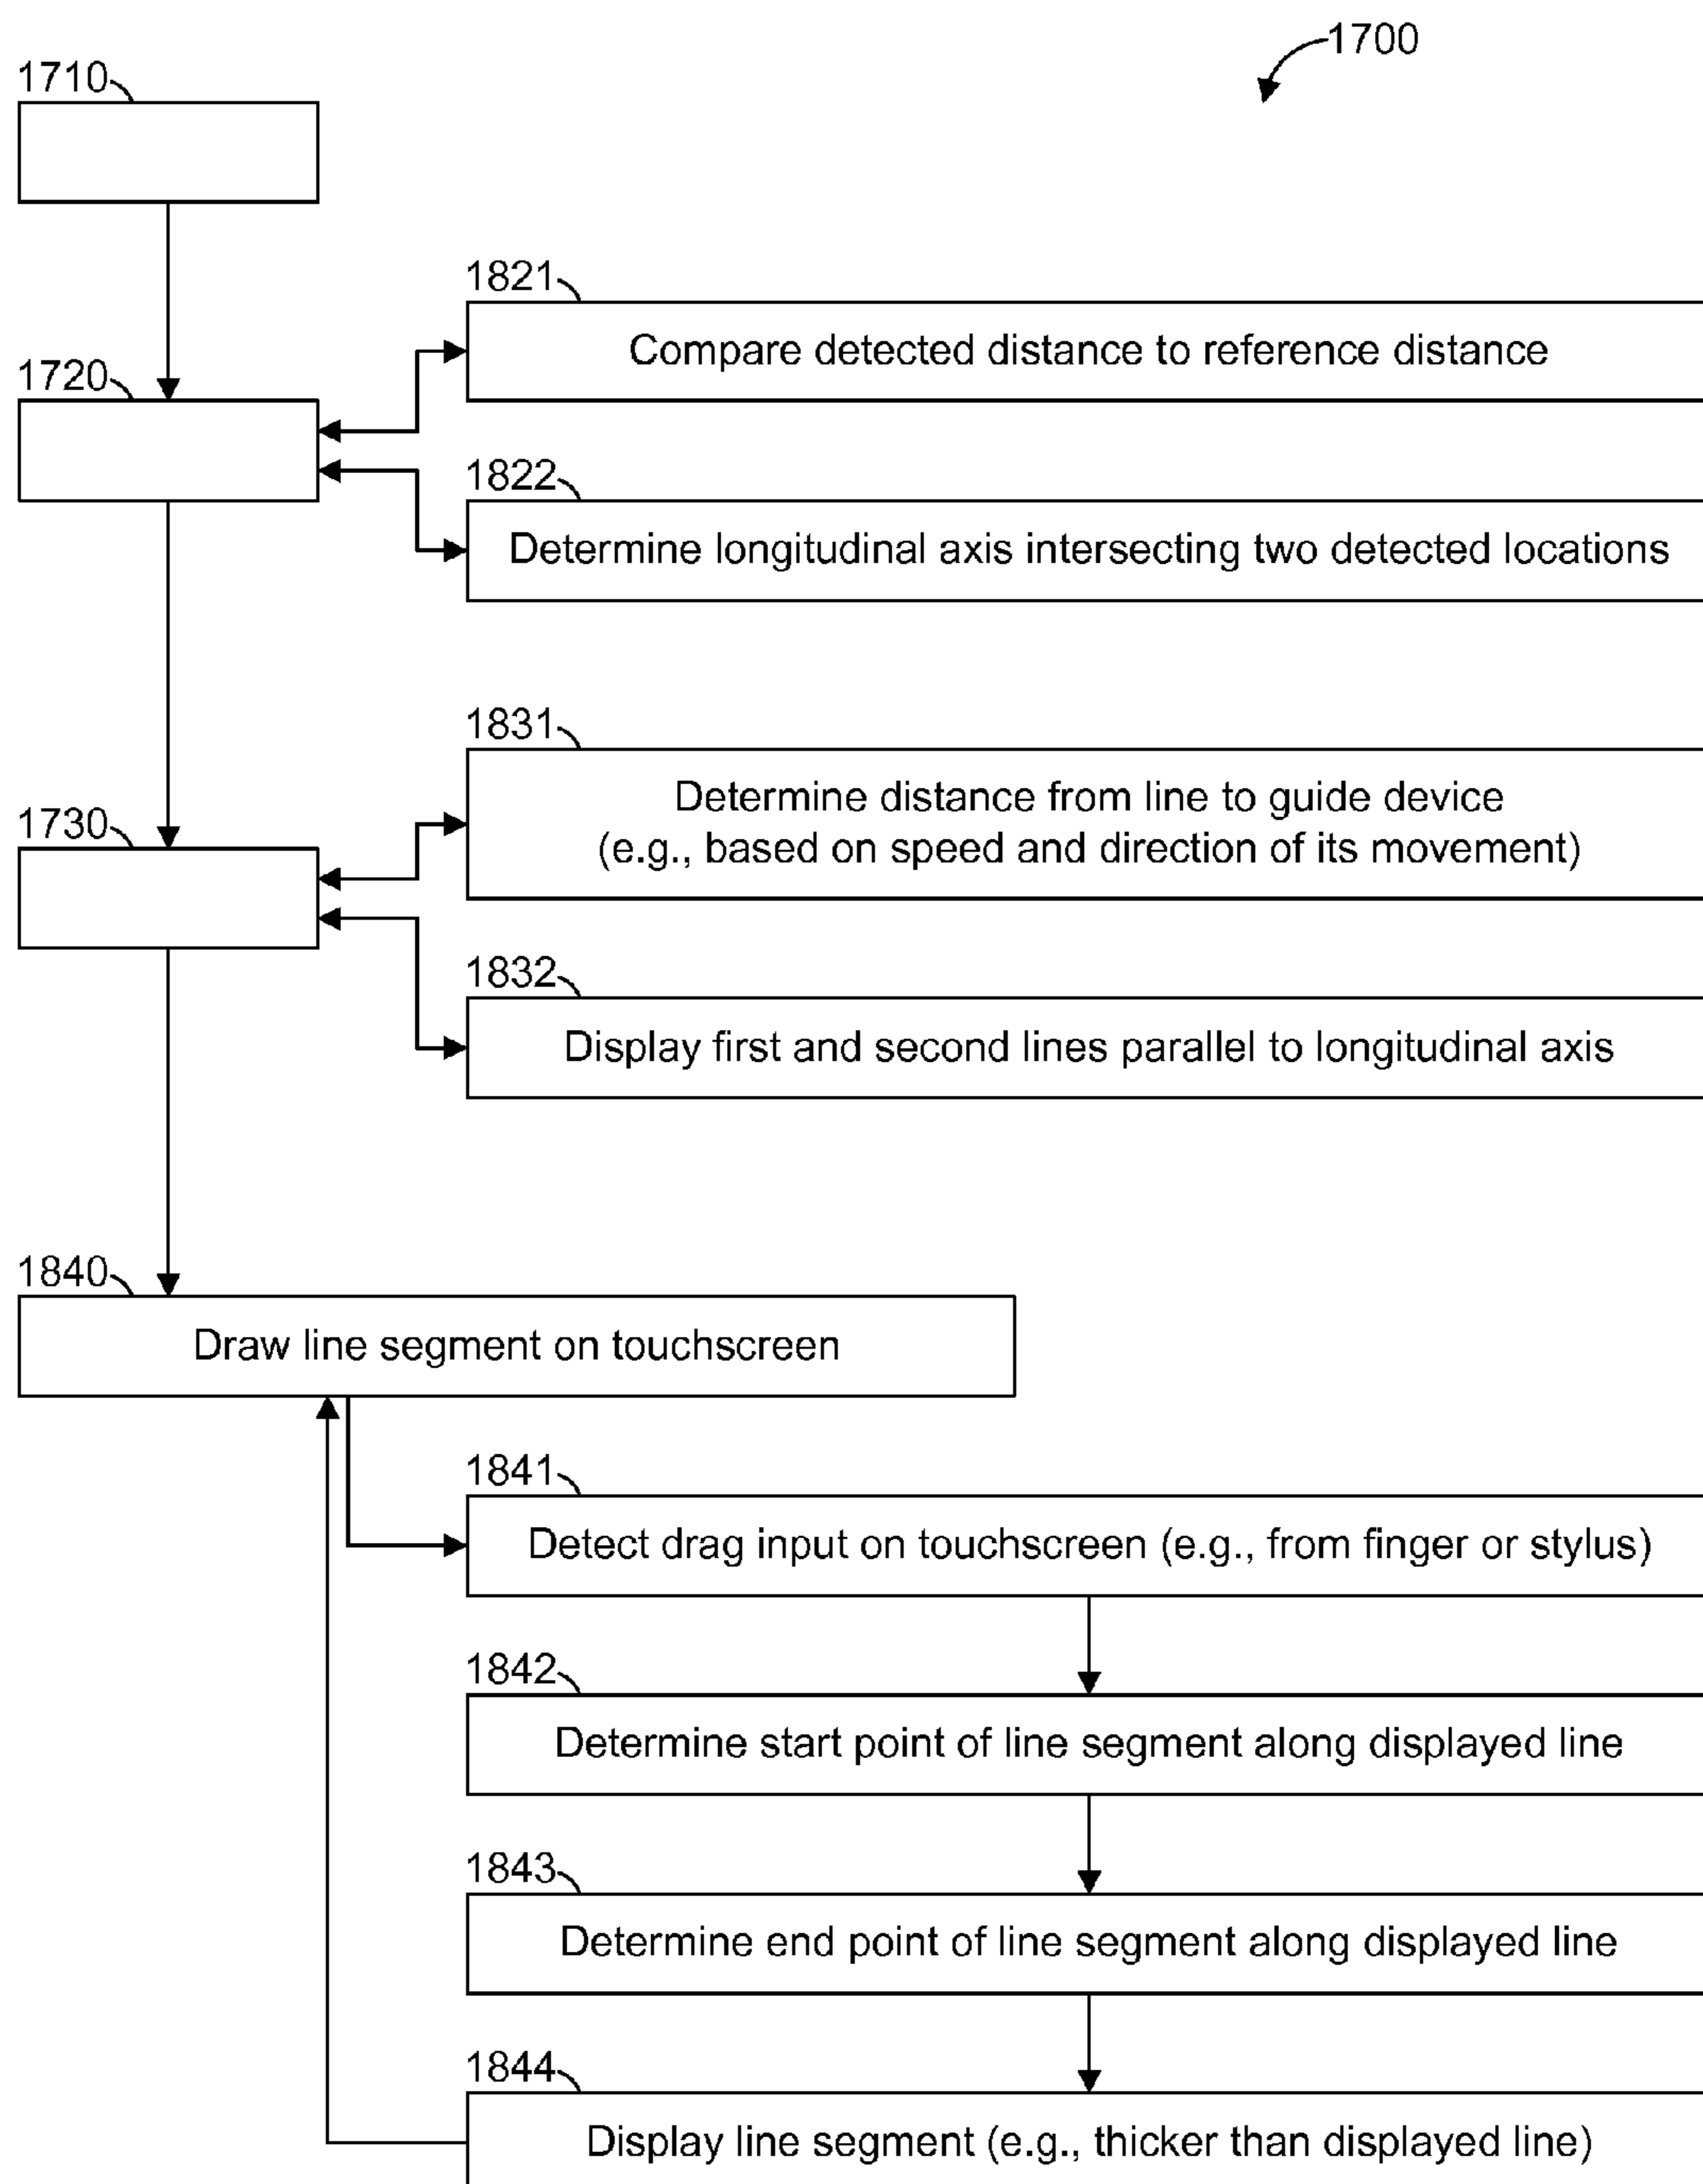 1700
1710
1821
Compare detected distance to reference distance
1720
1822
Determine longitudinal axis intersecting two detected locations
1831
Determine distance from line to guide device
(e.g., based on speed and direction of its movement)
1730
1832
Display first and second lines parallel to longitudinal axis
1840
Draw line segment on touchscreen
1841
Detect drag input on touchscreen (e.g., from finger or stylus)
1842
Determine start point of line segment along displayed line
1843
Determine end point of line segment along displayed line
1844
Display line segment (e.g., thicker than displayed line)